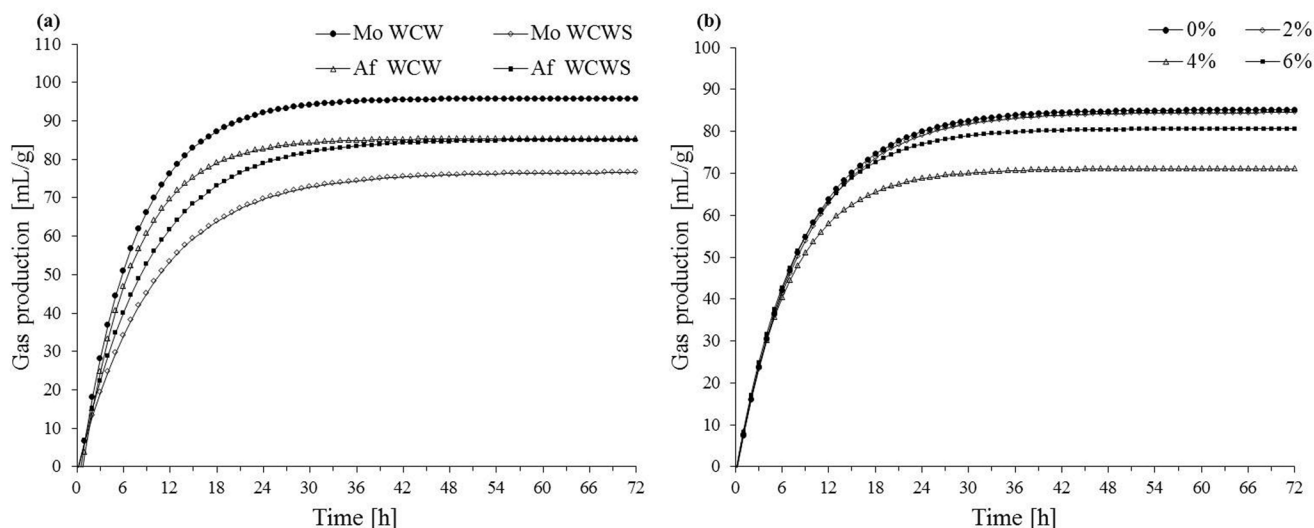 (a)
Mo WCW
Mo WCWS
Af WCW
Af WCWS
Gas production [mL/g]
110
100
90
80
70
60
50
40
30
20
10
0
0 6 12 18 24 30 36 42 48 54 60 66 72
Time [h]
(b)
0%
2%
4%
6%
Gas production [mL/g]
100
90
80
70
60
50
40
30
20
10
0
0 6 12 18 24 30 36 42 48 54 60 66 72
Time [h]